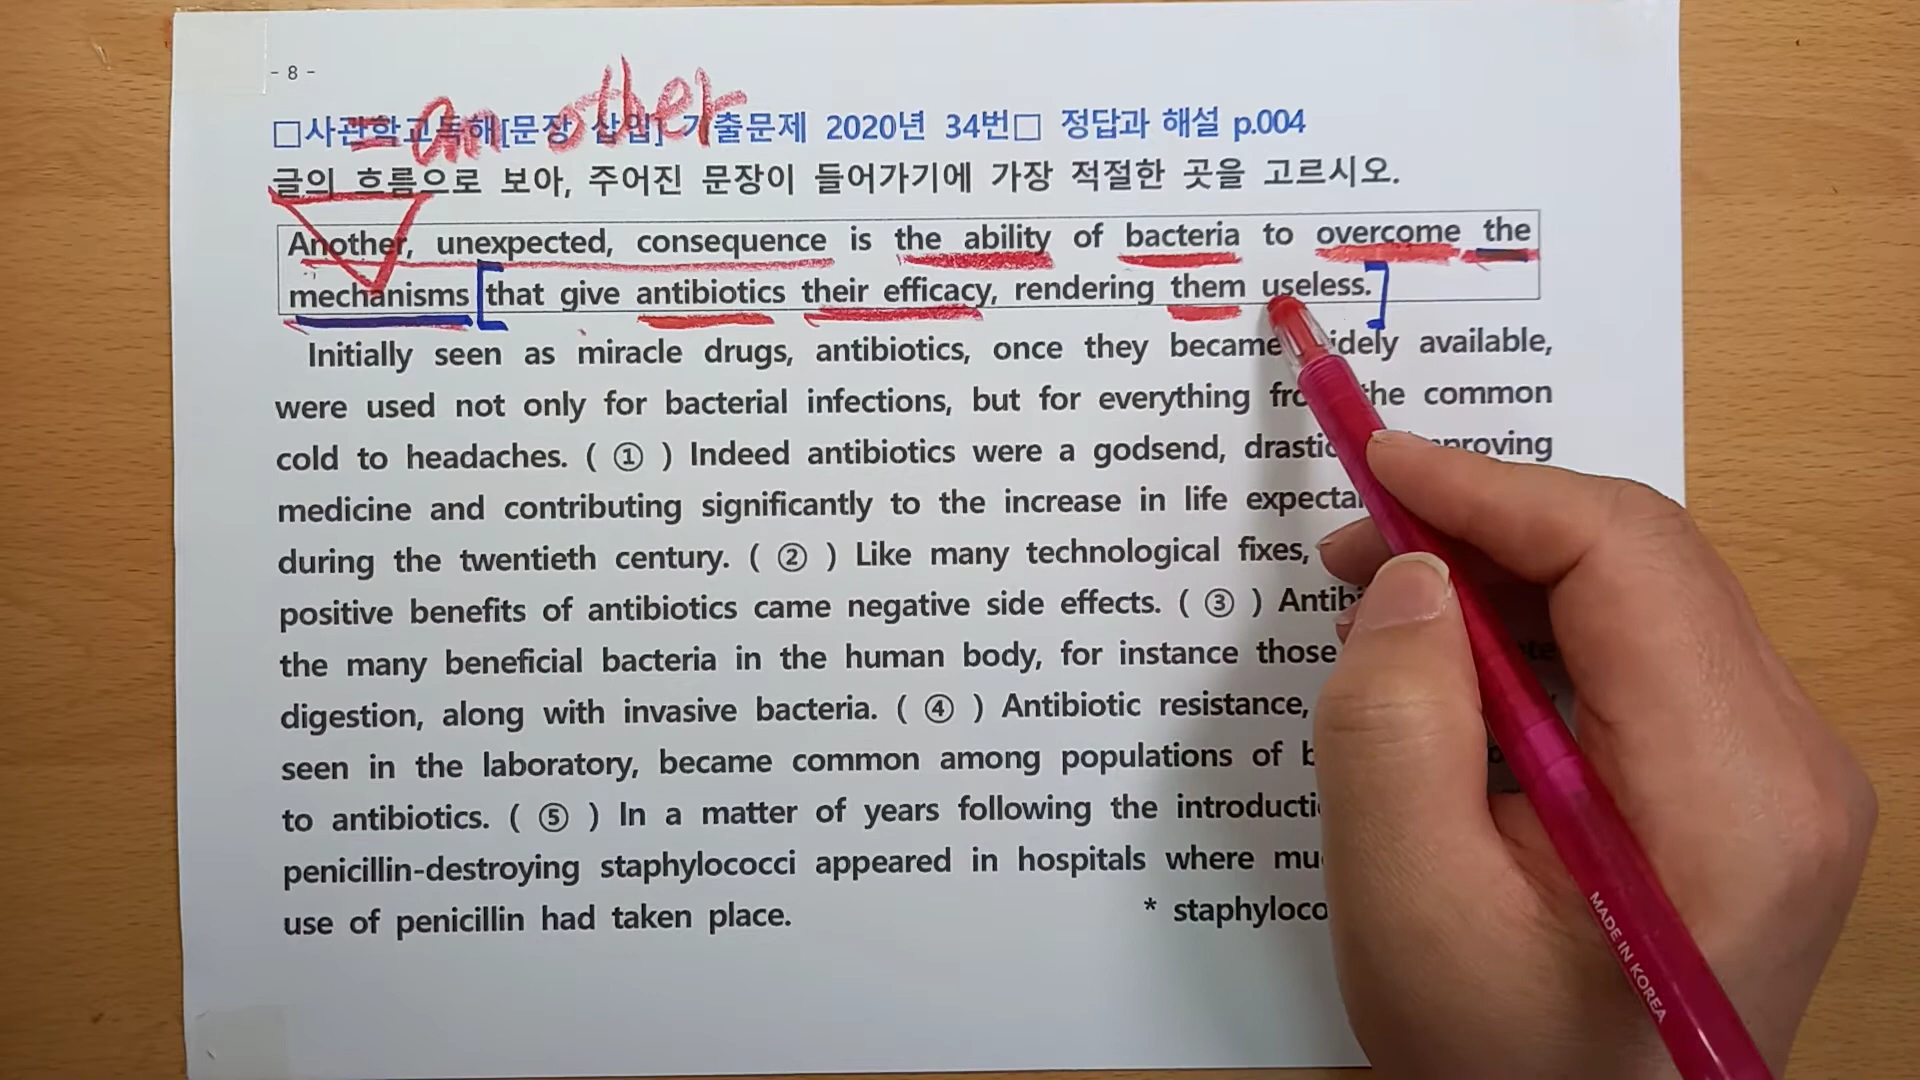 - 8 -
= another
□사관학교독해[문장 삽입] 기출문제 2020년 34번□ 정답과 해설 p.004
글의 흐름으로 보아, 주어진 문장이 들어가기에 가장 적절한 곳을 고르시오.
Another, unexpected, consequence is the ability of bacteria to overcome the
mechanisms [that give antibiotics their efficacy, rendering them useless.]
Initially seen as miracle drugs, antibiotics, once they became widely available,
were used not only for bacterial infections, but for everything from the common
cold to headaches. ( ① ) Indeed antibiotics were a godsend, improving
medicine and contributing significantly to the increase in life
during the twentieth century. ( ② ) Like many technological fixes,
positive benefits of antibiotics came negative side effects. ( ③ )
the many beneficial bacteria in the human body, for instance those
digestion, along with invasive bacteria. ( ④ ) Antibiotic resistance,
seen in the laboratory, became common among populations of
to antibiotics. ( ⑤ ) In a matter of years following the
penicillin-destroying staphylococci appeared in hospitals where
use of penicillin had taken place.
*
MADE IN KOREA